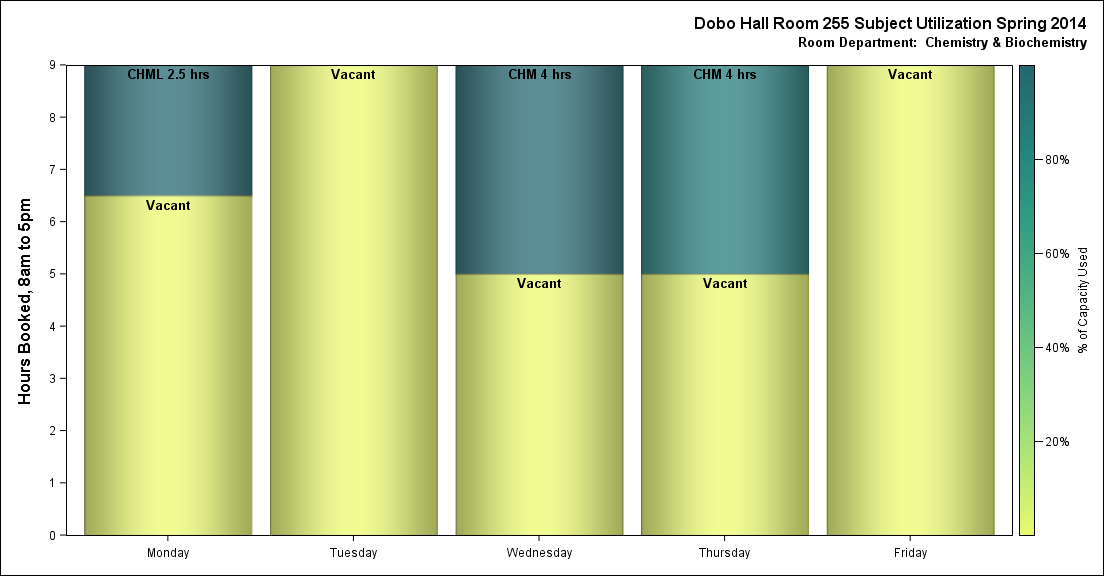 Dobo Hall Room 255 Subject Utilization Spring 2014
Room Department:  Chemistry & Biochemistry
Hours Booked, 8am to 5pm
9
8
7
6
5
4
3
2
1
0
CHML 2.5 hrs
Vacant
Vacant
CHM 4 hrs
Vacant
CHM 4 hrs
Vacant
Vacant
Monday
Tuesday
Wednesday
Thursday
Friday
80%
60%
40%
20%
% of Capacity Used